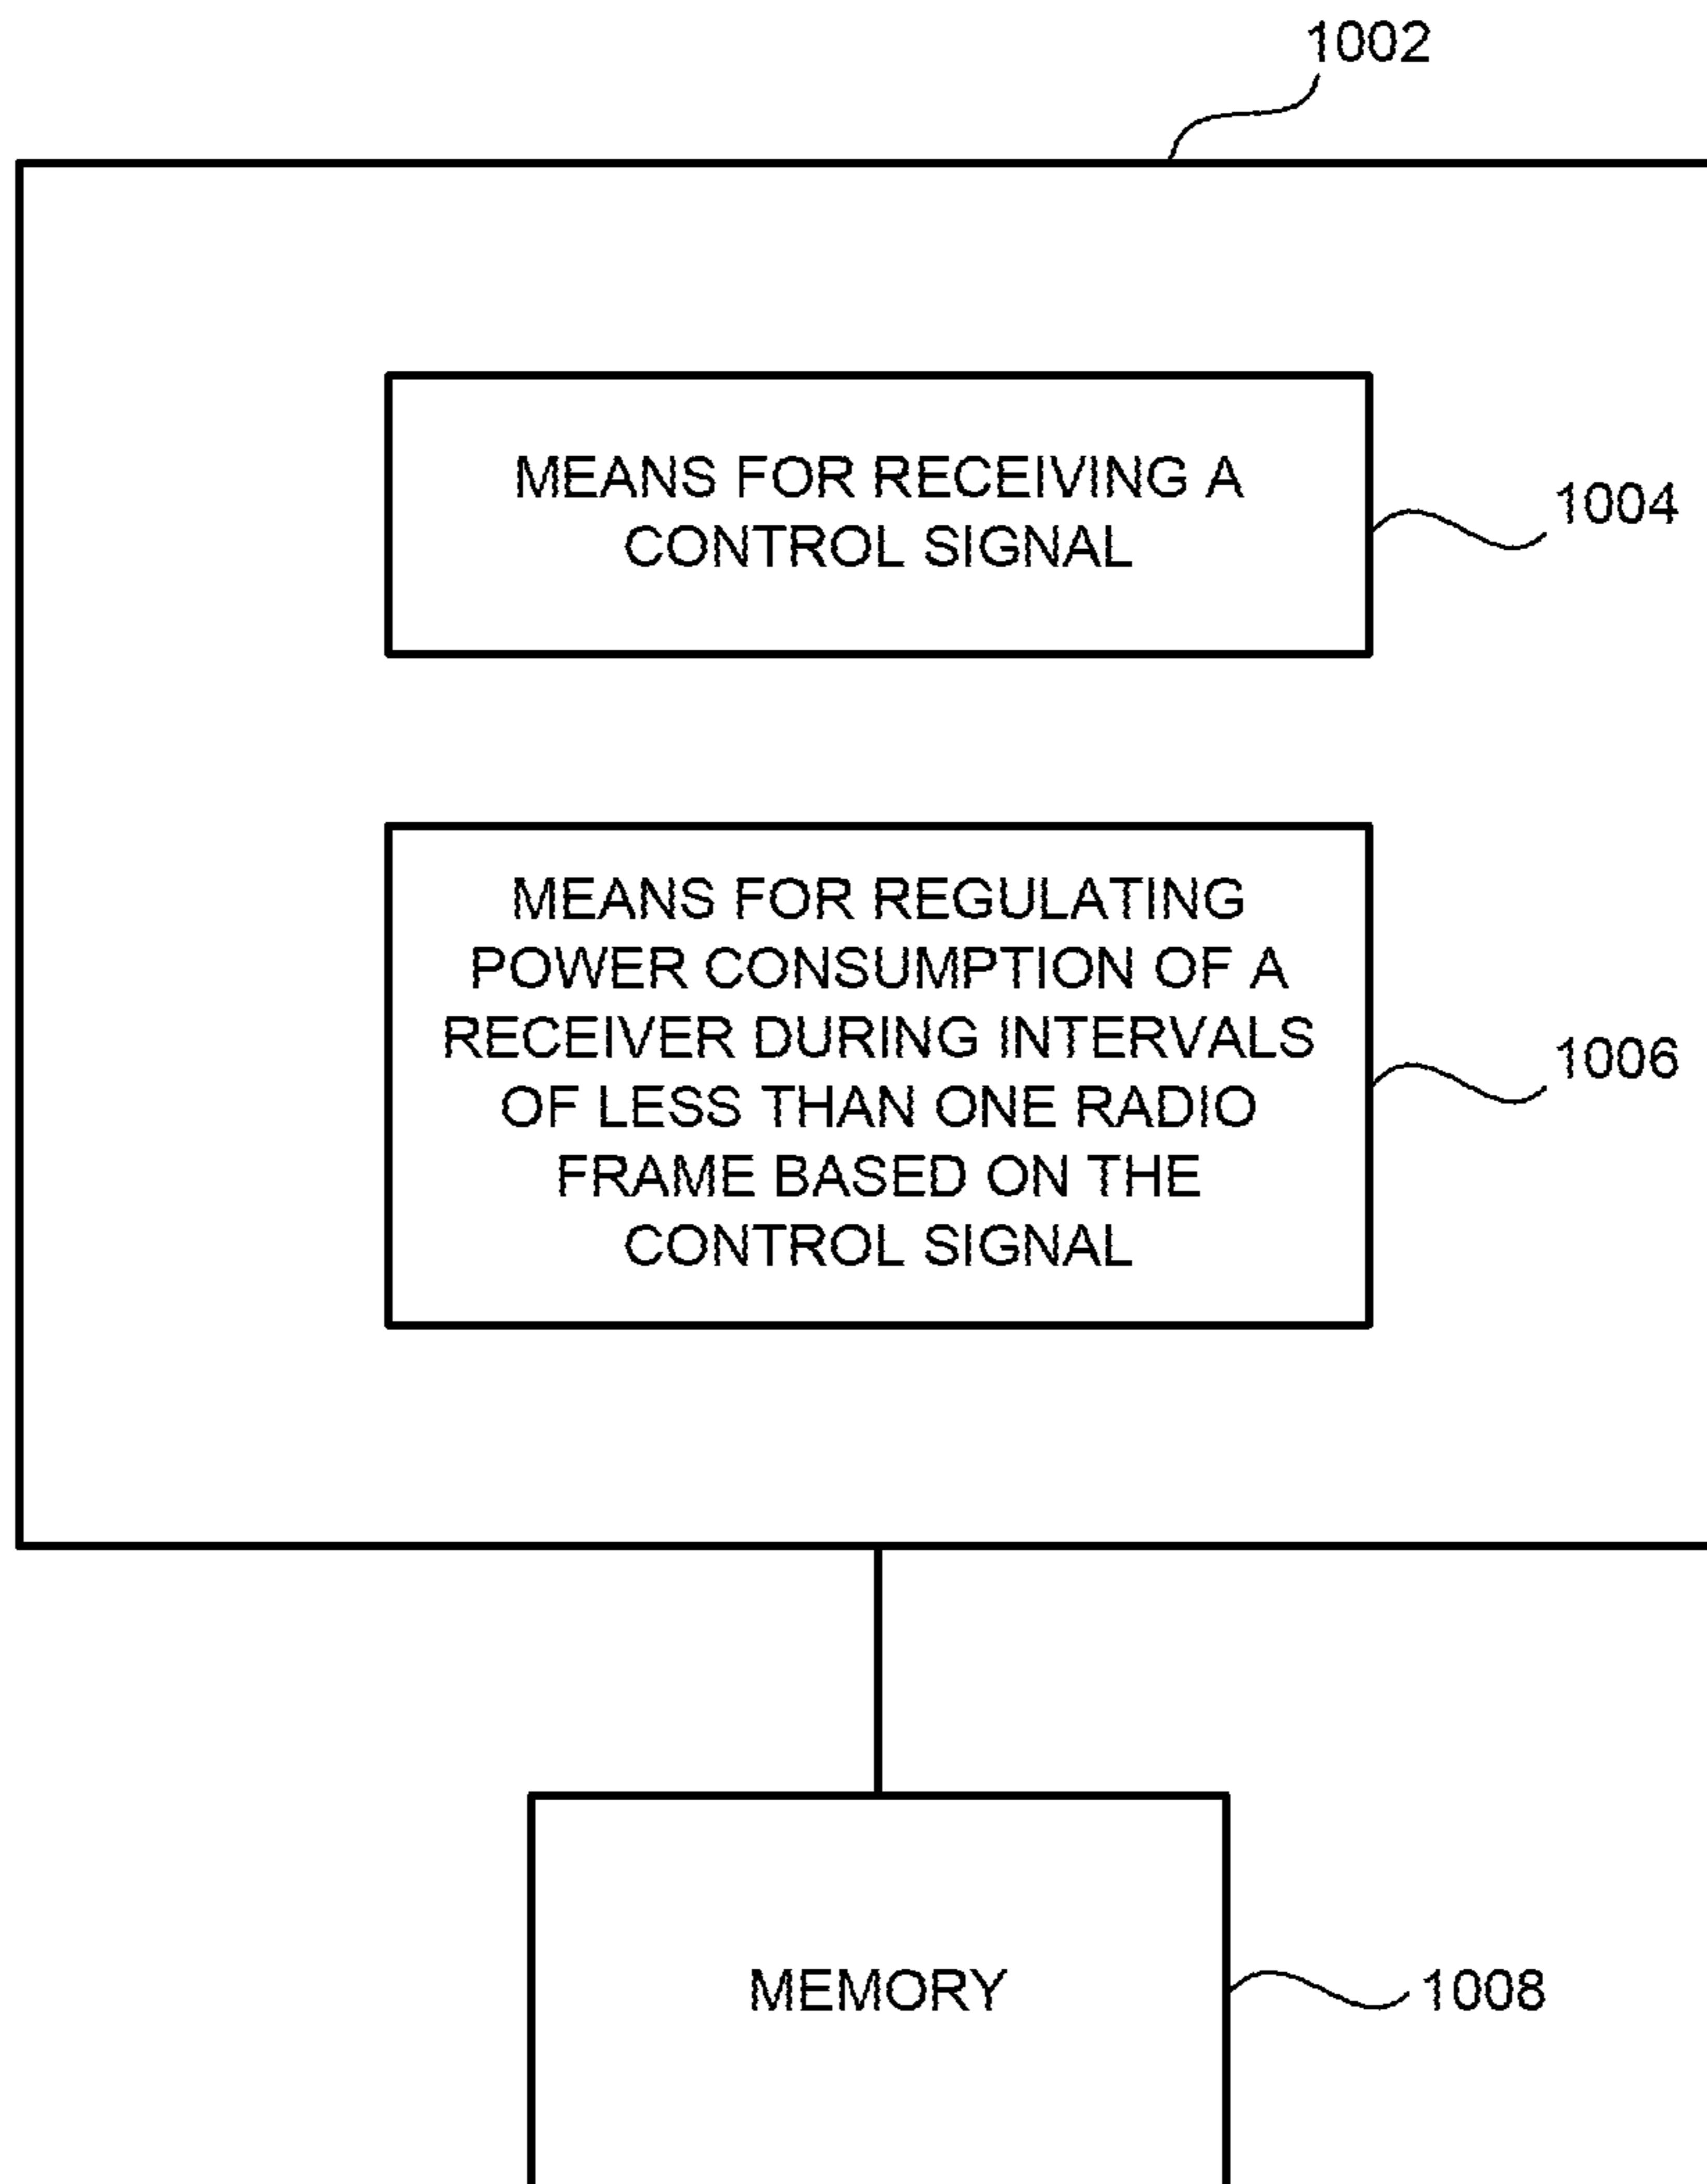 1002
MEANS FOR RECEIVING A
CONTROL SIGNAL
1004
MEANS FOR REGULATING
POWER CONSUMPTION OF A
RECEIVER DURING INTERVALS
OF LESS THAN ONE RADIO
FRAME BASED ON THE
CONTROL SIGNAL
1006
MEMORY
1008